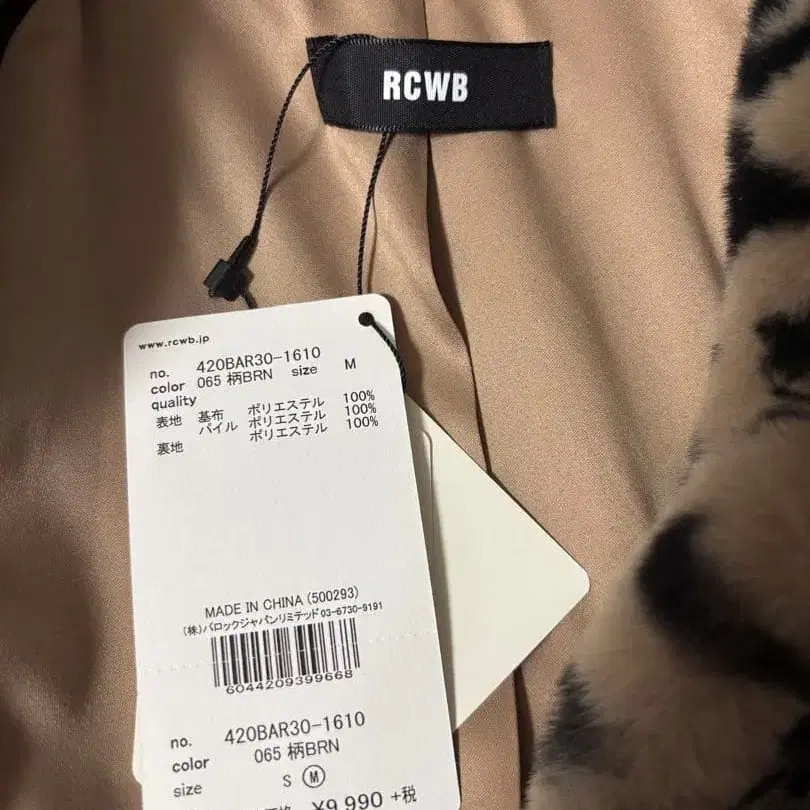 RCWB
www.rcwb.jp
no. 420BAR30-1610
color 065 柄BRN size M
quality
表地 基布 ポリエステル 100%
パイル ポリエステル 100%
裏地 ポリエステル 100%
MADE IN CHINA (500293)
(株)バロックジャパンリミテッド 03-6730-9191
6044209399668
no. 420BAR30-1610
color 065 柄BRN
size S M
¥9,990 +税